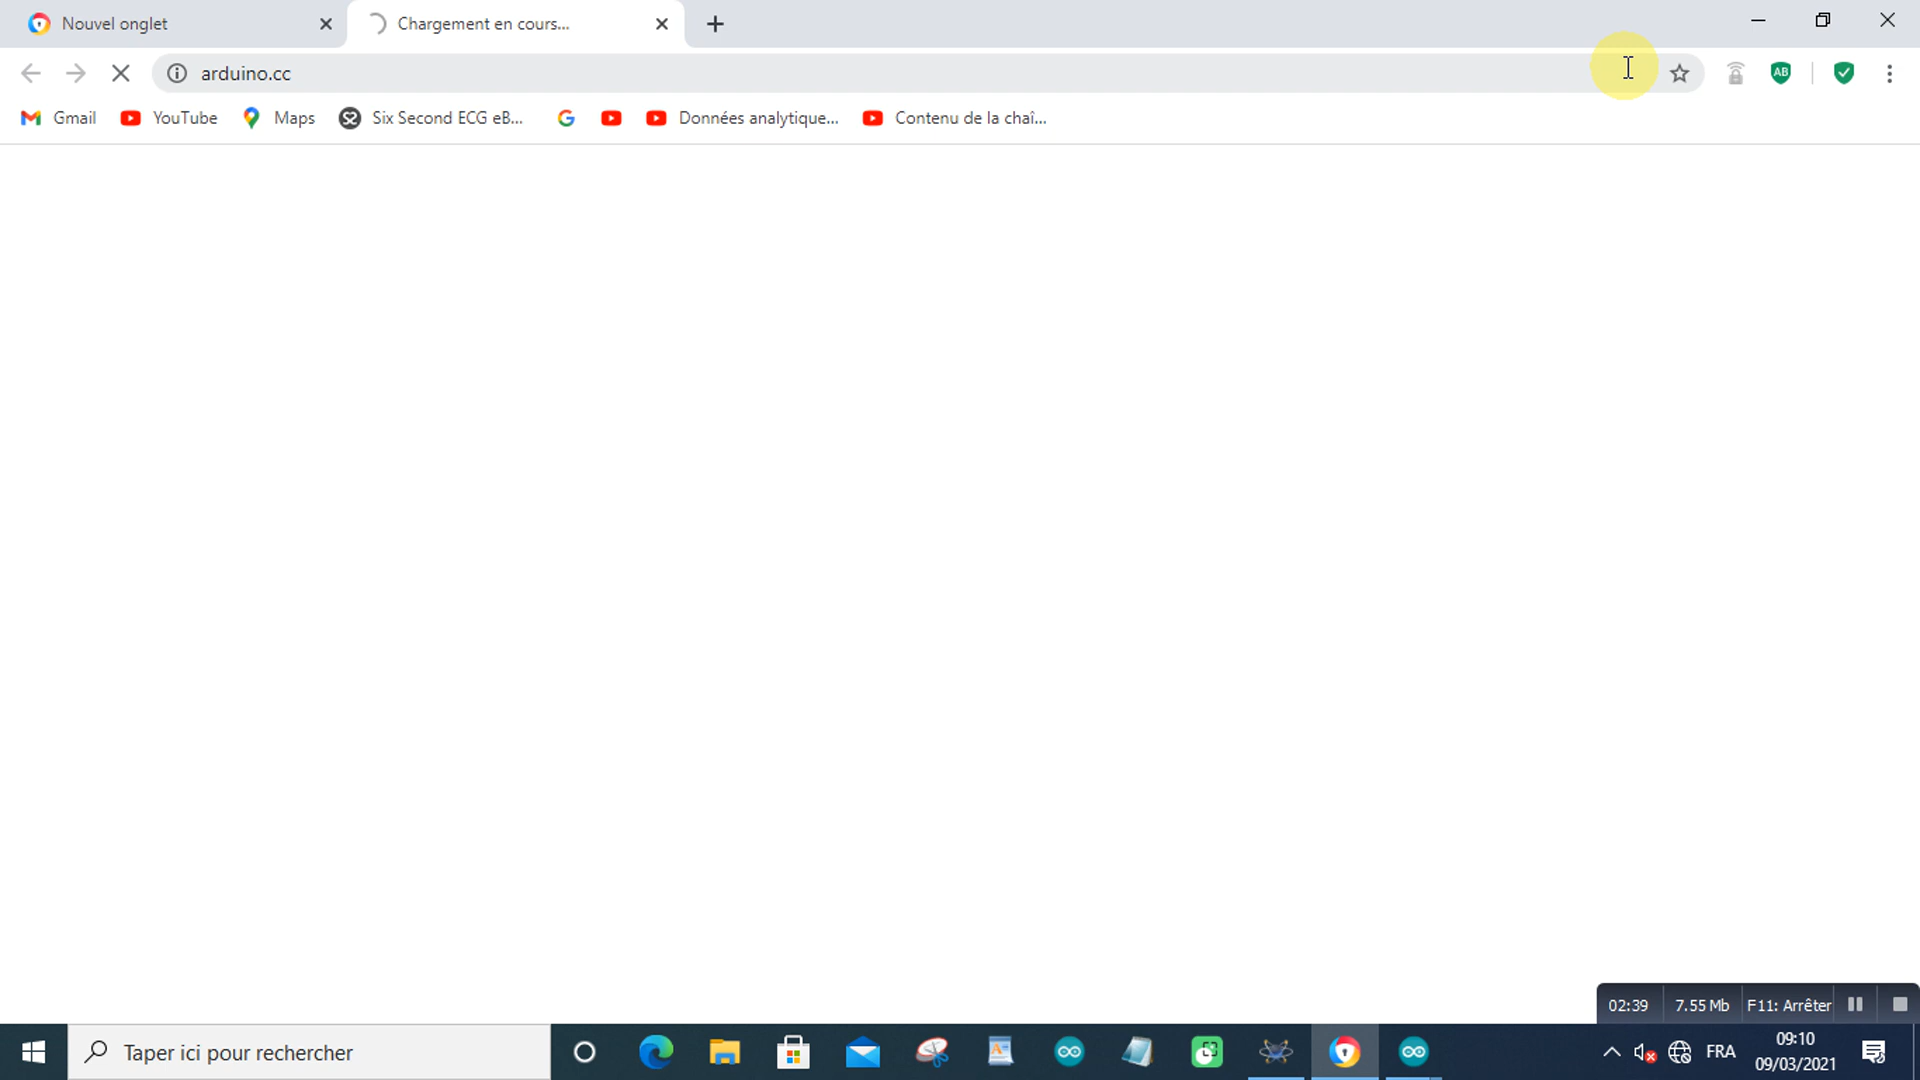 Nouvel onglet
Chargement en cours...
arduino.cc
AB
Gmail
YouTube
Maps
Six Second ECG eB...
Données analytique...
Contenu de la chaî...
02:39
7.55 Mb
F11: Arrêter
Taper ici pour rechercher
FRA
09:10
09/03/2021